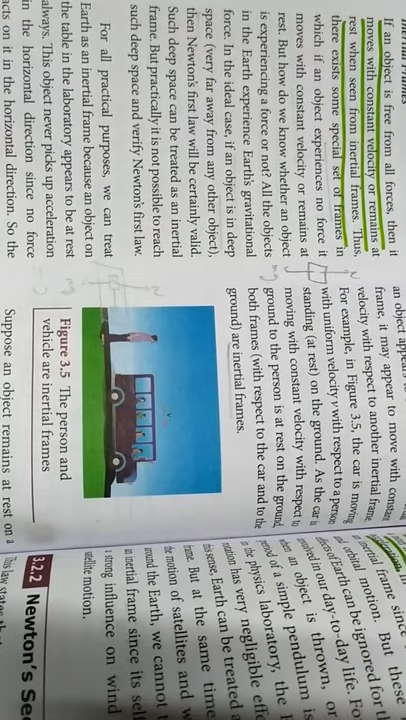 Inertial Frames
If an object is free from all forces, then it
moves with constant velocity or remains at
rest when seen from inertial frames. Thus,
there exists some special set of frames in
which if an object experiences no force it
moves with constant velocity or remains at
rest. But how do we know whether an object
is experiencing a force or not? All the objects
in the Earth experience Earth's gravitational
force. In the ideal case, if an object is in deep
space (very far away from any other object),
then Newton's first law will be certainly valid.
Such deep space can be treated as an inertial
frame. But practically it is not possible to reach
such deep space and verify Newton's first law.
For all practical purposes, we can treat
Earth as an inertial frame because an object on
the table in the laboratory appears to be at rest
always. This object never picks up acceleration
in the horizontal direction since no force
acts on it in the horizontal direction. So the
an object appears
frame, it may appear to move with constant
velocity with respect to another inertial frame.
For example, in Figure 3.5, the car is moving
with uniform velocity v with respect to a person
standing (at rest) on the ground. As the car is
moving with constant velocity with respect to
ground to the person is at rest on the ground,
both frames (with respect to the car and to the
ground) are inertial frames.
Figure 3.5 The person and
vehicle are inertial frames
Suppose an object remains at rest on a
inertial frame since
orbital motion. But these
effects of Earth can be ignored for
involved in our day-to-day life. For
when an object is thrown, or
period of a simple pendulum is
in the physics laboratory, the
rotation has very negligible eff
this sense, Earth can be treated
frame. But at the same time
the motion of satellites and w
around the Earth, we cannot t
an inertial frame since its sel
a strong influence on wind
satellite motion.
3.2.2 Newton's Se
This law states